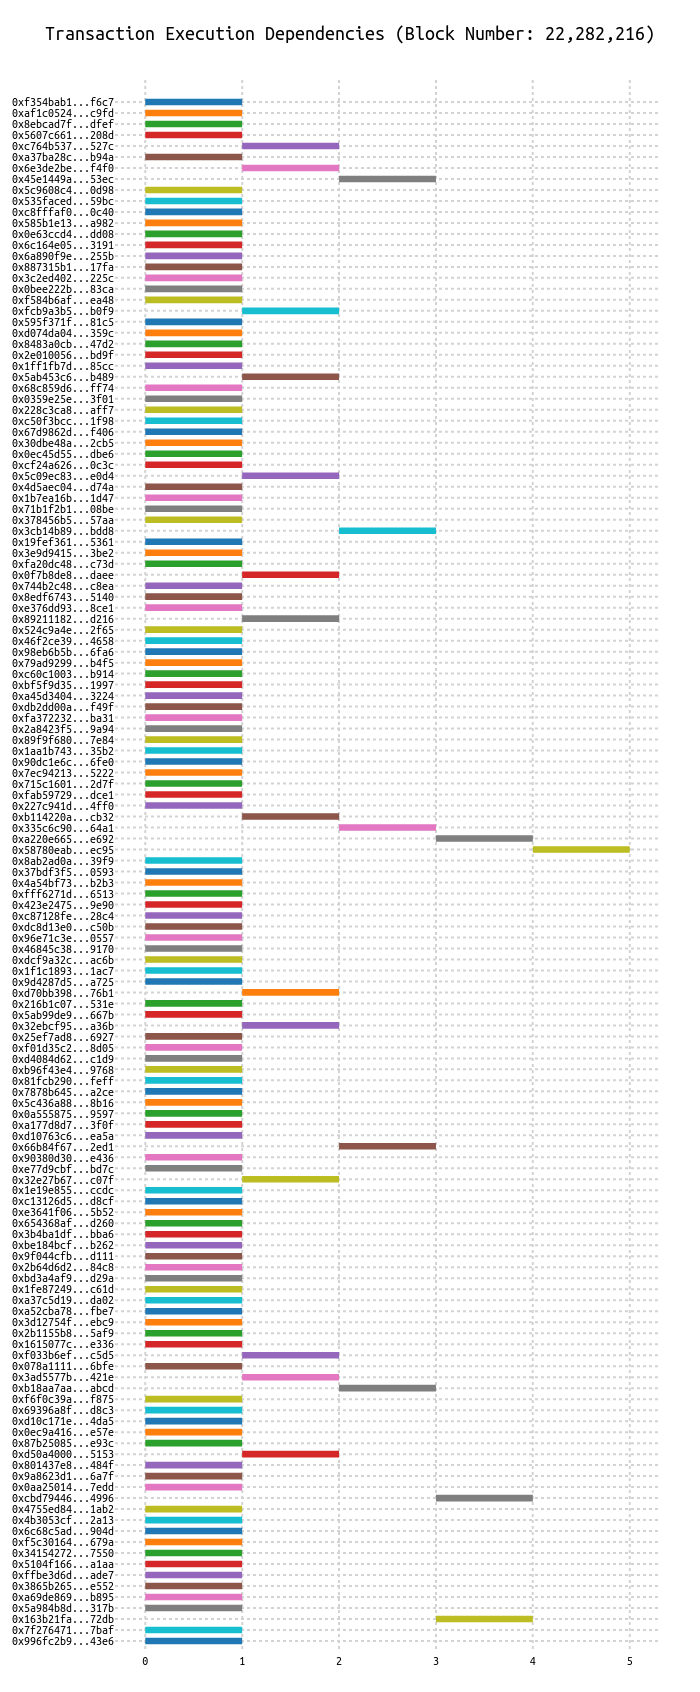 Transaction Execution Dependencies (Block Number: 22,282,216)
0xf354bab1...f6c7
0xaf1c0524...c9fd
0x8ebcad7f...dfef
0x5607c661...208d
0xc764b537...527c
0xa37ba28c...b94a
0x6e3de2be...f4f0
0x45e1449a...53ec
0x5c9608c4...0d98
0x535faced...59bc
0xc8fffaf0...0c40
0x585b1e13...a982
0x0e63ccd4...dd08
0x6c164e05...3191
0x6a890f9e...255b
0x887315b1...17fa
0x3c2ed402...225c
0x0bee222b...83ca
0xf584b6af...ea48
0xfcb9a3b5...b0f9
0x595f371f...81c5
0xd074da04...359c
0x8483a0cb...47d2
0x2e010056...bd9f
0x1ff1fb7d...85cc
0x5ab453c6...b489
0x68c859d6...ff74
0x0359e25e...3f01
0x228c3ca8...aff7
0xc50f3bcc...1f98
0x67d9862d...f406
0x30dbe48a...2cb5
0x0ec45d55...dbe6
0xcf24a626...0c3c
0x5c09ec83...e0d4
0x4d5aec04...d74a
0x1b7ea16b...1d47
0x71b1f2b1...08be
0x378456b5...57aa
0x3cb14b89...bdd8
0x19fef361...5361
0x3e9d9415...3be2
0xfa20dc48...c73d
0x0f7b8de8...daee
0x744b2c48...c8ea
0x8edf6743...5140
0xe376dd93...8ce1
0x89211182...d216
0x524c9a4e...2f65
0x46f2ce39...4658
0x98eb6b5b...6fa6
0x79ad9299...b4f5
0xc60c1003...b914
0xbf5f9d35...1997
0xa45d3404...3224
0xdb2dd00a...f49f
0xfa372232...ba31
0x2a8423f5...9a94
0x89f9f680...7e84
0x1aa1b743...35b2
0x90dc1e6c...6fe0
0x7ec94213...5222
0x715c1601...2d7f
0xfab59729...dce1
0x227c941d...4ff0
0xb114220a...cb32
0x335c6c90...64a1
0xa220e665...e692
0x58780eab...ec95
0x8ab2ad0a...39f9
0x37bdf3f5...0593
0x4a54bf73...b2b3
0xfff6271d...6513
0x423e2475...9e90
0xc87128fe...28c4
0xdc8d13e0...c50b
0x96e71c3e...0557
0x46845c38...9170
0xdcf9a32c...ac6b
0x1f1c1893...1ac7
0x9d4287d5...a725
0xd70bb398...76b1
0x216b1c07...531e
0x5ab99de9...667b
0x32ebcf95...a36b
0x25ef7ad8...6927
0xf01d35c2...8d05
0xd4084d62...c1d9
0xb96f43e4...9768
0x81fcb290...feff
0x7878b645...a2ce
0x5c436a88...8b16
0x0a555875...9597
0xa177d8d7...3f0f
0xd10763c6...ea5a
0x66b84f67...2ed1
0x90380d30...e436
0xe77d9cbf...bd7c
0x32e27b67...c07f
0x1e19e855...ccdc
0xc13126d5...d8cf
0xe3641f06...5b52
0x654368af...d260
0x3b4ba1df...bba6
0xbe184bcf...b262
0x9f044cfb...d111
0x2b64d6d2...84c8
0xbd3a4af9...d29a
0x1fe87249...c61d
0xa37c5d19...da02
0xa52cba78...fbe7
0x3d12754f...ebc9
0x2b1155b8...5af9
0x1615077c...e336
0xf033b6ef...c5d5
0x078a1111...6bfe
0x3ad5577b...421e
0xb18aa7aa...abcd
0xf6f0c39a...f875
0x69396a8f...d8c3
0xd10c171e...4da5
0x0ec9a416...e57e
0x87b25085...e93c
0xd50a4000...5153
0x801437e8...484f
0x9a8623d1...6a7f
0x0aa25014...7edd
0xcbd79446...4996
0x4755ed84...1ab2
0x4b3053cf...2a13
0x6c68c5ad...904d
0xf5c30164...679a
0x34154272...7550
0x5104f166...a1aa
0xffbe3d6d...ade7
0x3865b265...e552
0xa69de869...b895
0x5a984b8d...317b
0x163b21fa...72db
0x7f276471...7baf
0x996fc2b9...43e6
0 1 2 3 4 5